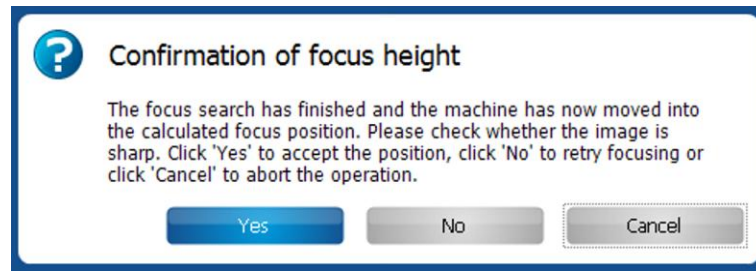 ?
Confirmation of focus height
The focus search has finished and the machine has now moved into
the calculated focus position. Please check whether the image is
sharp. Click 'Yes' to accept the position, click 'No' to retry focusing or
click 'Cancel' to abort the operation.
Yes No Cancel